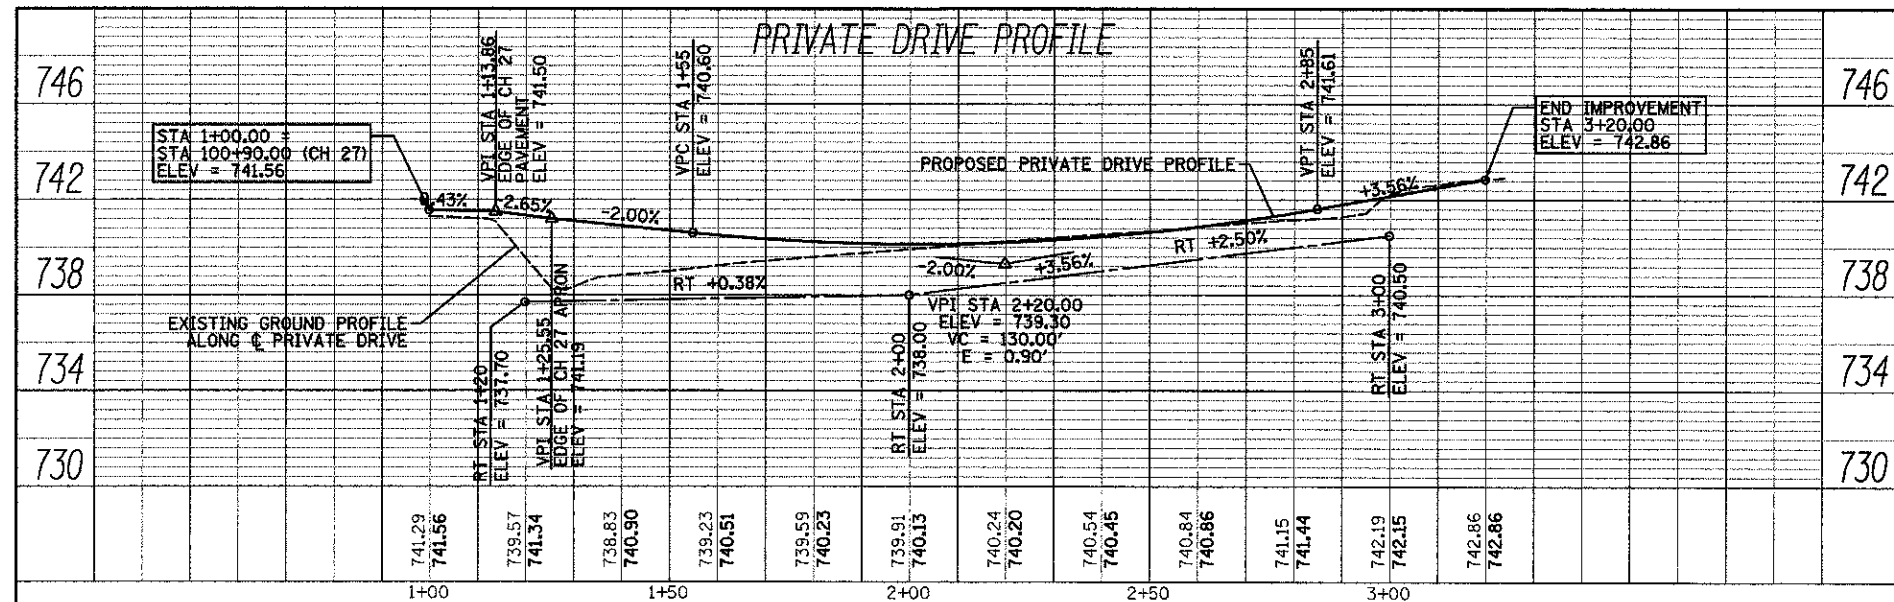 PRIVATE DRIVE PROFILE
746
742
738
734
730
746
742
738
734
730
STA 1+00.00 =
STA 100+90.00 (CH 27)
ELEV = 741.56
VPI STA 1+13.86
EDGE OF CH 27
PAVEMENT
ELEV = 741.50
VPC STA 1+55
ELEV = 740.60
PROPOSED PRIVATE DRIVE PROFILE
VPT STA 2+85
ELEV = 741.61
END IMPROVEMENT
STA 3+20.00
ELEV = 742.86
-2.65%
-2.00%
+3.56%
RT +0.38%
-2.00%
+3.56%
RT +2.50%
EXISTING GROUND PROFILE
ALONG ℄ PRIVATE DRIVE
RT STA 1+20
ELEV = 737.70
VPI STA 1+25.55
EDGE OF CH 27 APRON
ELEV = 741.19
RT STA 2+00
ELEV = 738.00
VPI STA 2+20.00
ELEV = 739.30
VC = 130.00'
E = 0.90'
RT STA 3+00
ELEV = 740.50
741.29
741.56
739.57
741.34
738.83
740.90
739.23
740.51
739.59
740.23
739.91
740.13
740.24
740.20
740.54
740.45
740.84
740.86
741.15
741.44
742.19
742.15
742.86
742.86
1+00
1+50
2+00
2+50
3+00